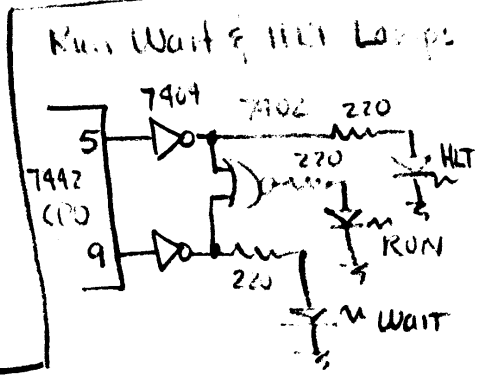 Run Wait & HLT Lamps
7404
7402
220
5
220
HLT
7442
CPU
9
RUN
220
WAIT